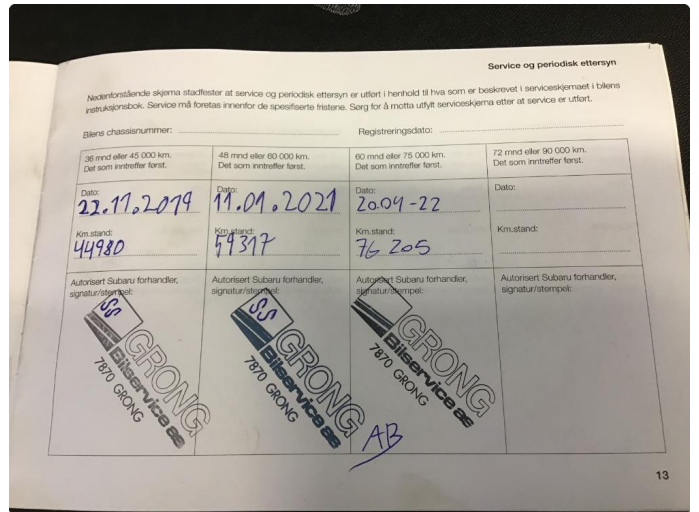 Service og periodisk ettersyn
Nedenforstående skjema stadfester at service og periodisk ettersyn er utført i henhold til hva som er beskrevet i serviceskjemaet i bilens
instruksjonsbok. Service må foretas innenfor de spesifiserte fristene. Sørg for å motta utfylt serviceskjema etter at service er utført.
Bilens chassisnummer: Registreringsdato:
36 mnd eller 45 000 km.
Det som inntreffer først.
Dato:
22.11.2019
Km.stand:
44980
Autorisert Subaru forhandler,
signatur/stempel:
SS
GRONG
Bilservice as
7870 GRONG
48 mnd eller 60 000 km.
Det som inntreffer først.
Dato:
11.01.2021
Km.stand:
59317
Autorisert Subaru forhandler,
signatur/stempel:
SS
GRONG
Bilservice as
7870 GRONG
60 mnd eller 75 000 km.
Det som inntreffer først.
Dato:
20.04-22
Km.stand:
76 205
Autorisert Subaru forhandler,
signatur/stempel:
GRONG
Bilservice as
7870 GRONG
AB
72 mnd eller 90 000 km.
Det som inntreffer først.
Dato:
Km.stand:
Autorisert Subaru forhandler,
signatur/stempel:
13